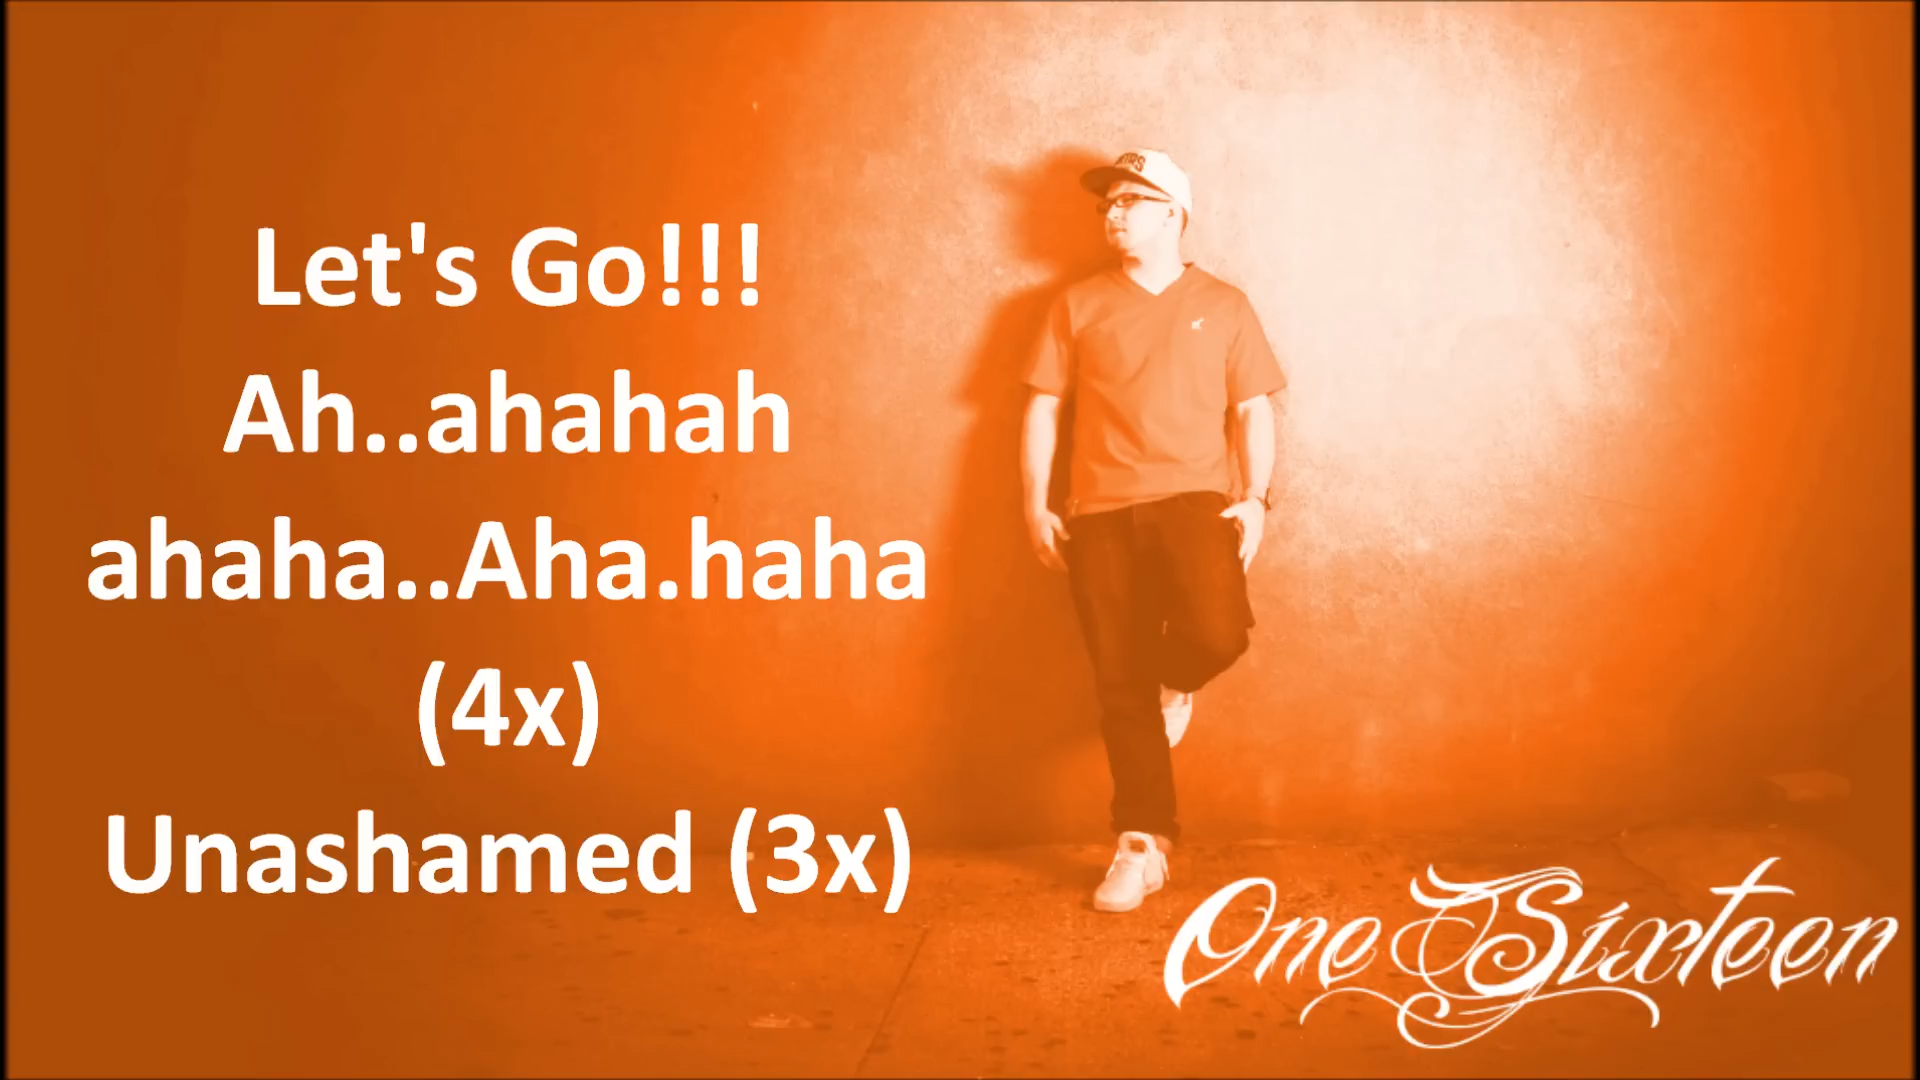 Let's Go!!!
Ah..ahahah
ahaha..Aha.haha
(4x)
Unashamed (3x)
One Sixteen